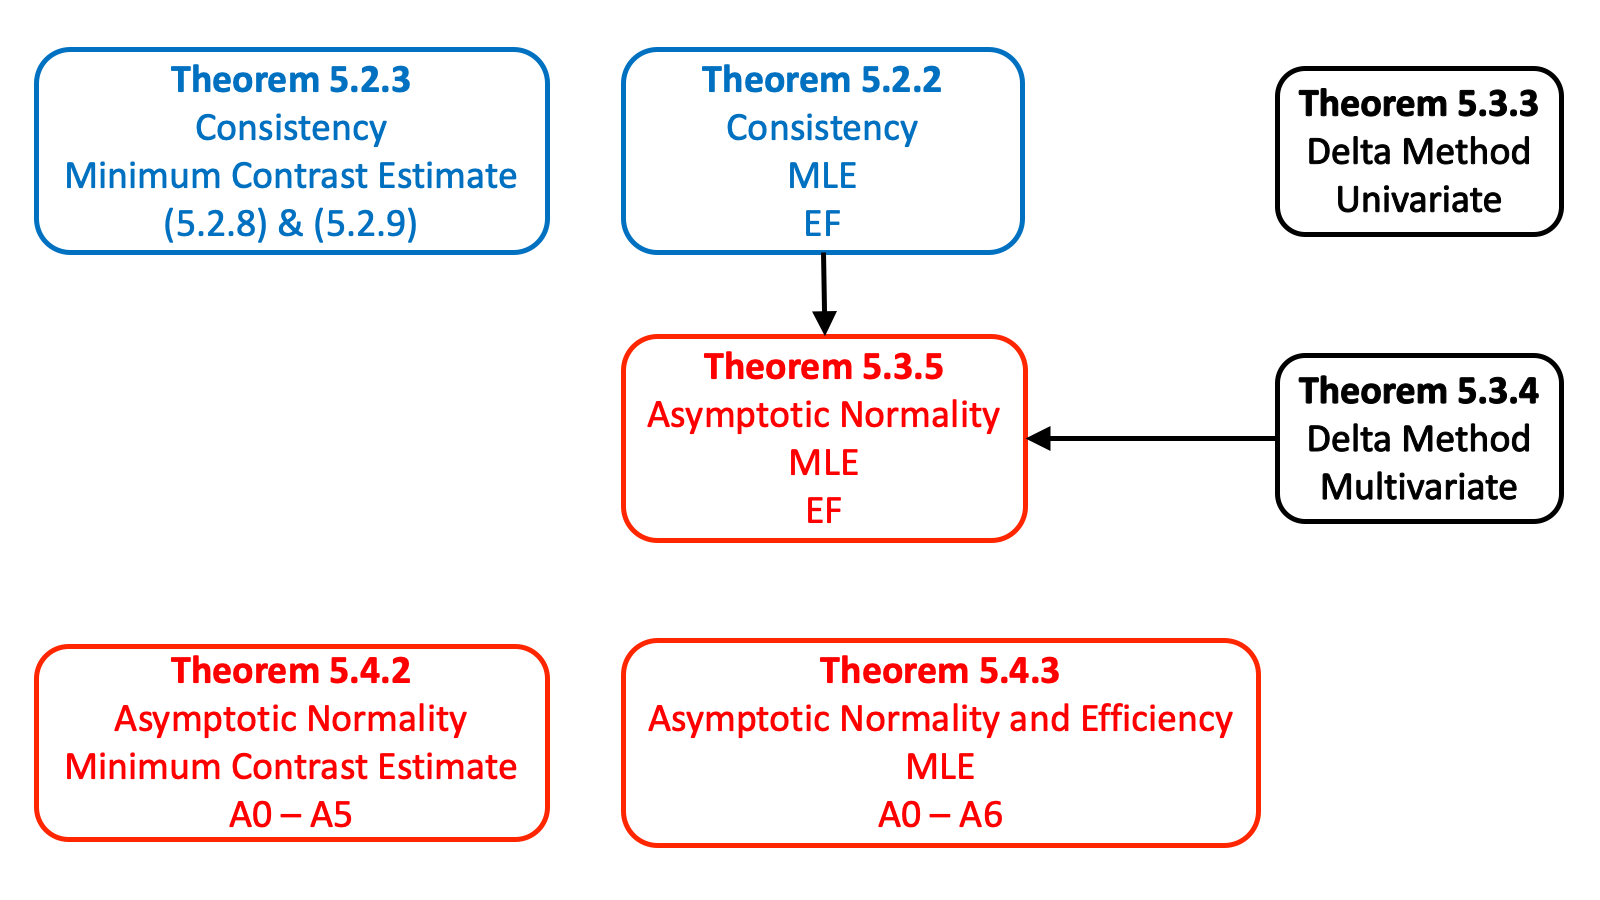 Theorem 5.2.3
Consistency
Minimum Contrast Estimate
(5.2.8) & (5.2.9)
Theorem 5.2.2
Consistency
MLE
EF
Theorem 5.3.3
Delta Method
Univariate
Theorem 5.3.5
Asymptotic Normality
MLE
EF
Theorem 5.3.4
Delta Method
Multivariate
Theorem 5.4.2
Asymptotic Normality
Minimum Contrast Estimate
A0 – A5
Theorem 5.4.3
Asymptotic Normality and Efficiency
MLE
A0 – A6